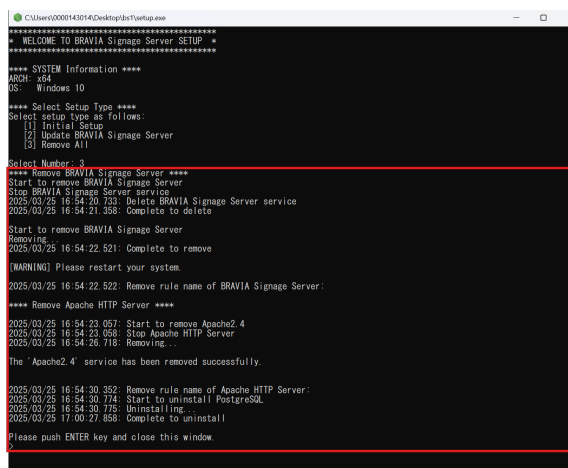 C:\Users\0000143014\Desktop\bs1\setup.exe
*******************************************
*  WELCOME TO BRAVIA Signage Server SETUP  *
*******************************************
**** SYSTEM Information ****
ARCH: x64
OS:   Windows 10
**** Select Setup Type ****
Select setup type as follows:
[1] Initial Setup
[2] Update BRAVIA Signage Server
[3] Remove All
Select Number: 3
**** Remove BRAVIA Signage Server ****
Start to remove BRAVIA Signage Server
Stop BRAVIA Signage Server service
2025/03/25 16:54:20.733: Delete BRAVIA Signage Server service
2025/03/25 16:54:21.358: Complete to delete
Start to remove BRAVIA Signage Server
Removing...
2025/03/25 16:54:22.521: Complete to remove
[WARNING] Please restart your system.
2025/03/25 16:54:22.522: Remove rule name of BRAVIA Signage Server:
**** Remove Apache HTTP Server ****
2025/03/25 16:54:23.057: Start to remove Apache2.4
2025/03/25 16:54:23.058: Stop Apache HTTP Server
2025/03/25 16:54:26.718: Removing...
The 'Apache2.4' service has been removed successfully.
2025/03/25 16:54:30.352: Remove rule name of Apache HTTP Server:
2025/03/25 16:54:30.774: Start to uninstall PostgreSQL
2025/03/25 16:54:30.775: Uninstalling...
2025/03/25 17:00:27.858: Complete to uninstall
Please push ENTER key and close this window.
>